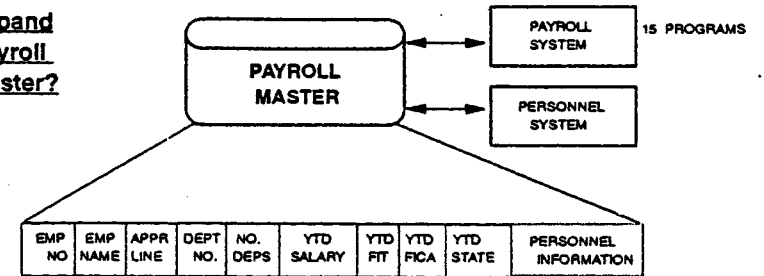 pand
yroll
ster?
PAYROLL
MASTER
PAYROLL
SYSTEM
15 PROGRAMS
PERSONNEL
SYSTEM
EMP
NO
EMP
NAME
APPR
LINE
DEPT
NO.
NO.
DEPS
YTD
SALARY
YTD
FIT
YTD
FICA
YTD
STATE
PERSONNEL
INFORMATION